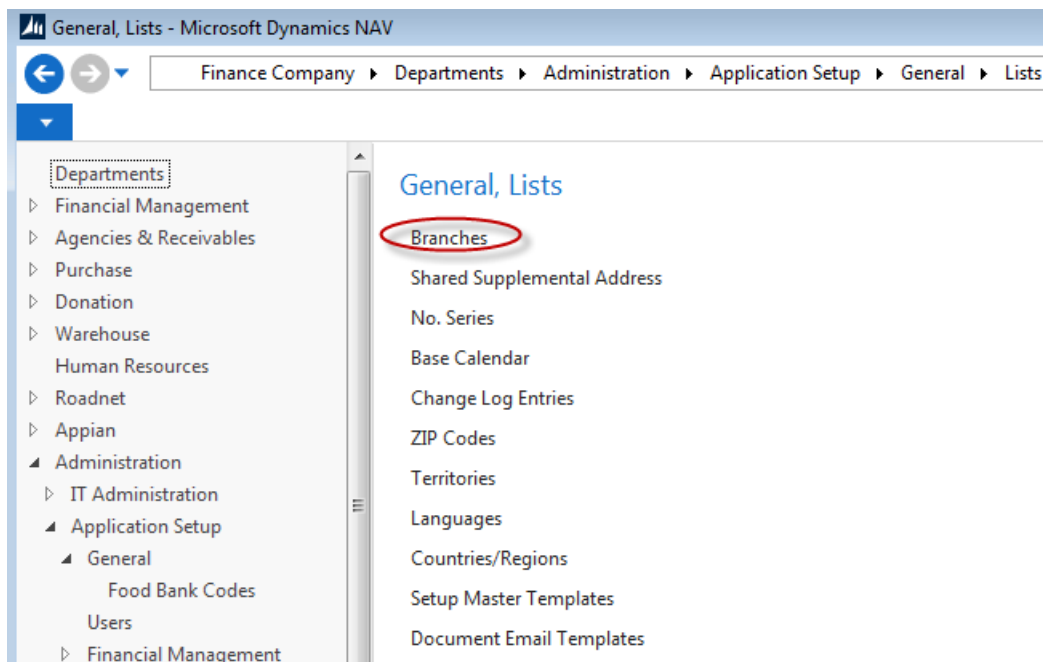 General, Lists - Microsoft Dynamics NAV
Finance Company ▸ Departments ▸ Administration ▸ Application Setup ▸ General ▸ Lists
Departments
Financial Management
Agencies & Receivables
Purchase
Donation
Warehouse
Human Resources
Roadnet
Appian
Administration
IT Administration
Application Setup
General
Food Bank Codes
Users
Financial Management
General, Lists
Branches
Shared Supplemental Address
No. Series
Base Calendar
Change Log Entries
ZIP Codes
Territories
Languages
Countries/Regions
Setup Master Templates
Document Email Templates